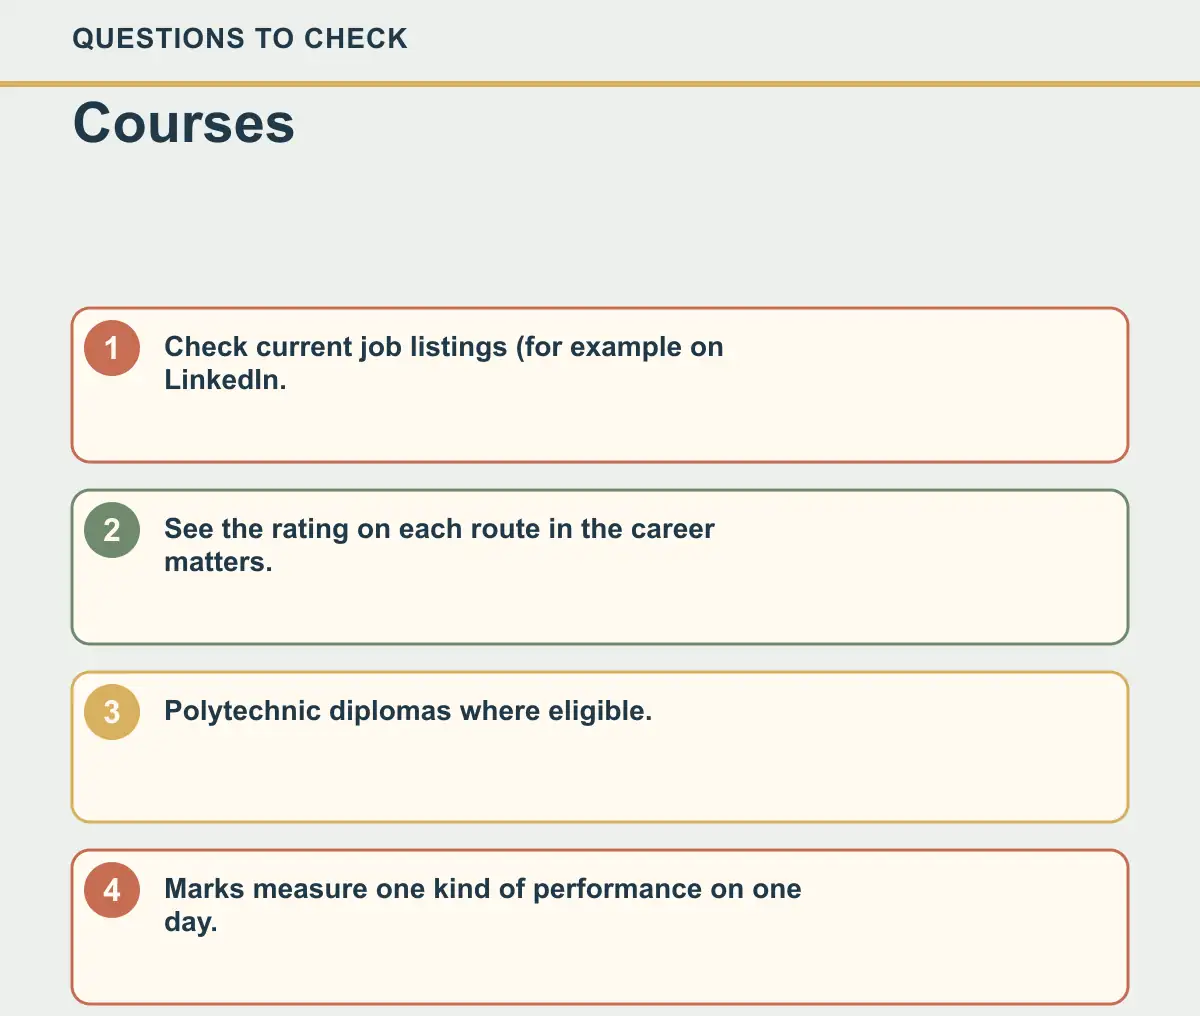 QUESTIONS TO CHECK
Courses
1
Check current job listings (for example on
LinkedIn.
2
See the rating on each route in the career
matters.
3
Polytechnic diplomas where eligible.
4
Marks measure one kind of performance on one
day.